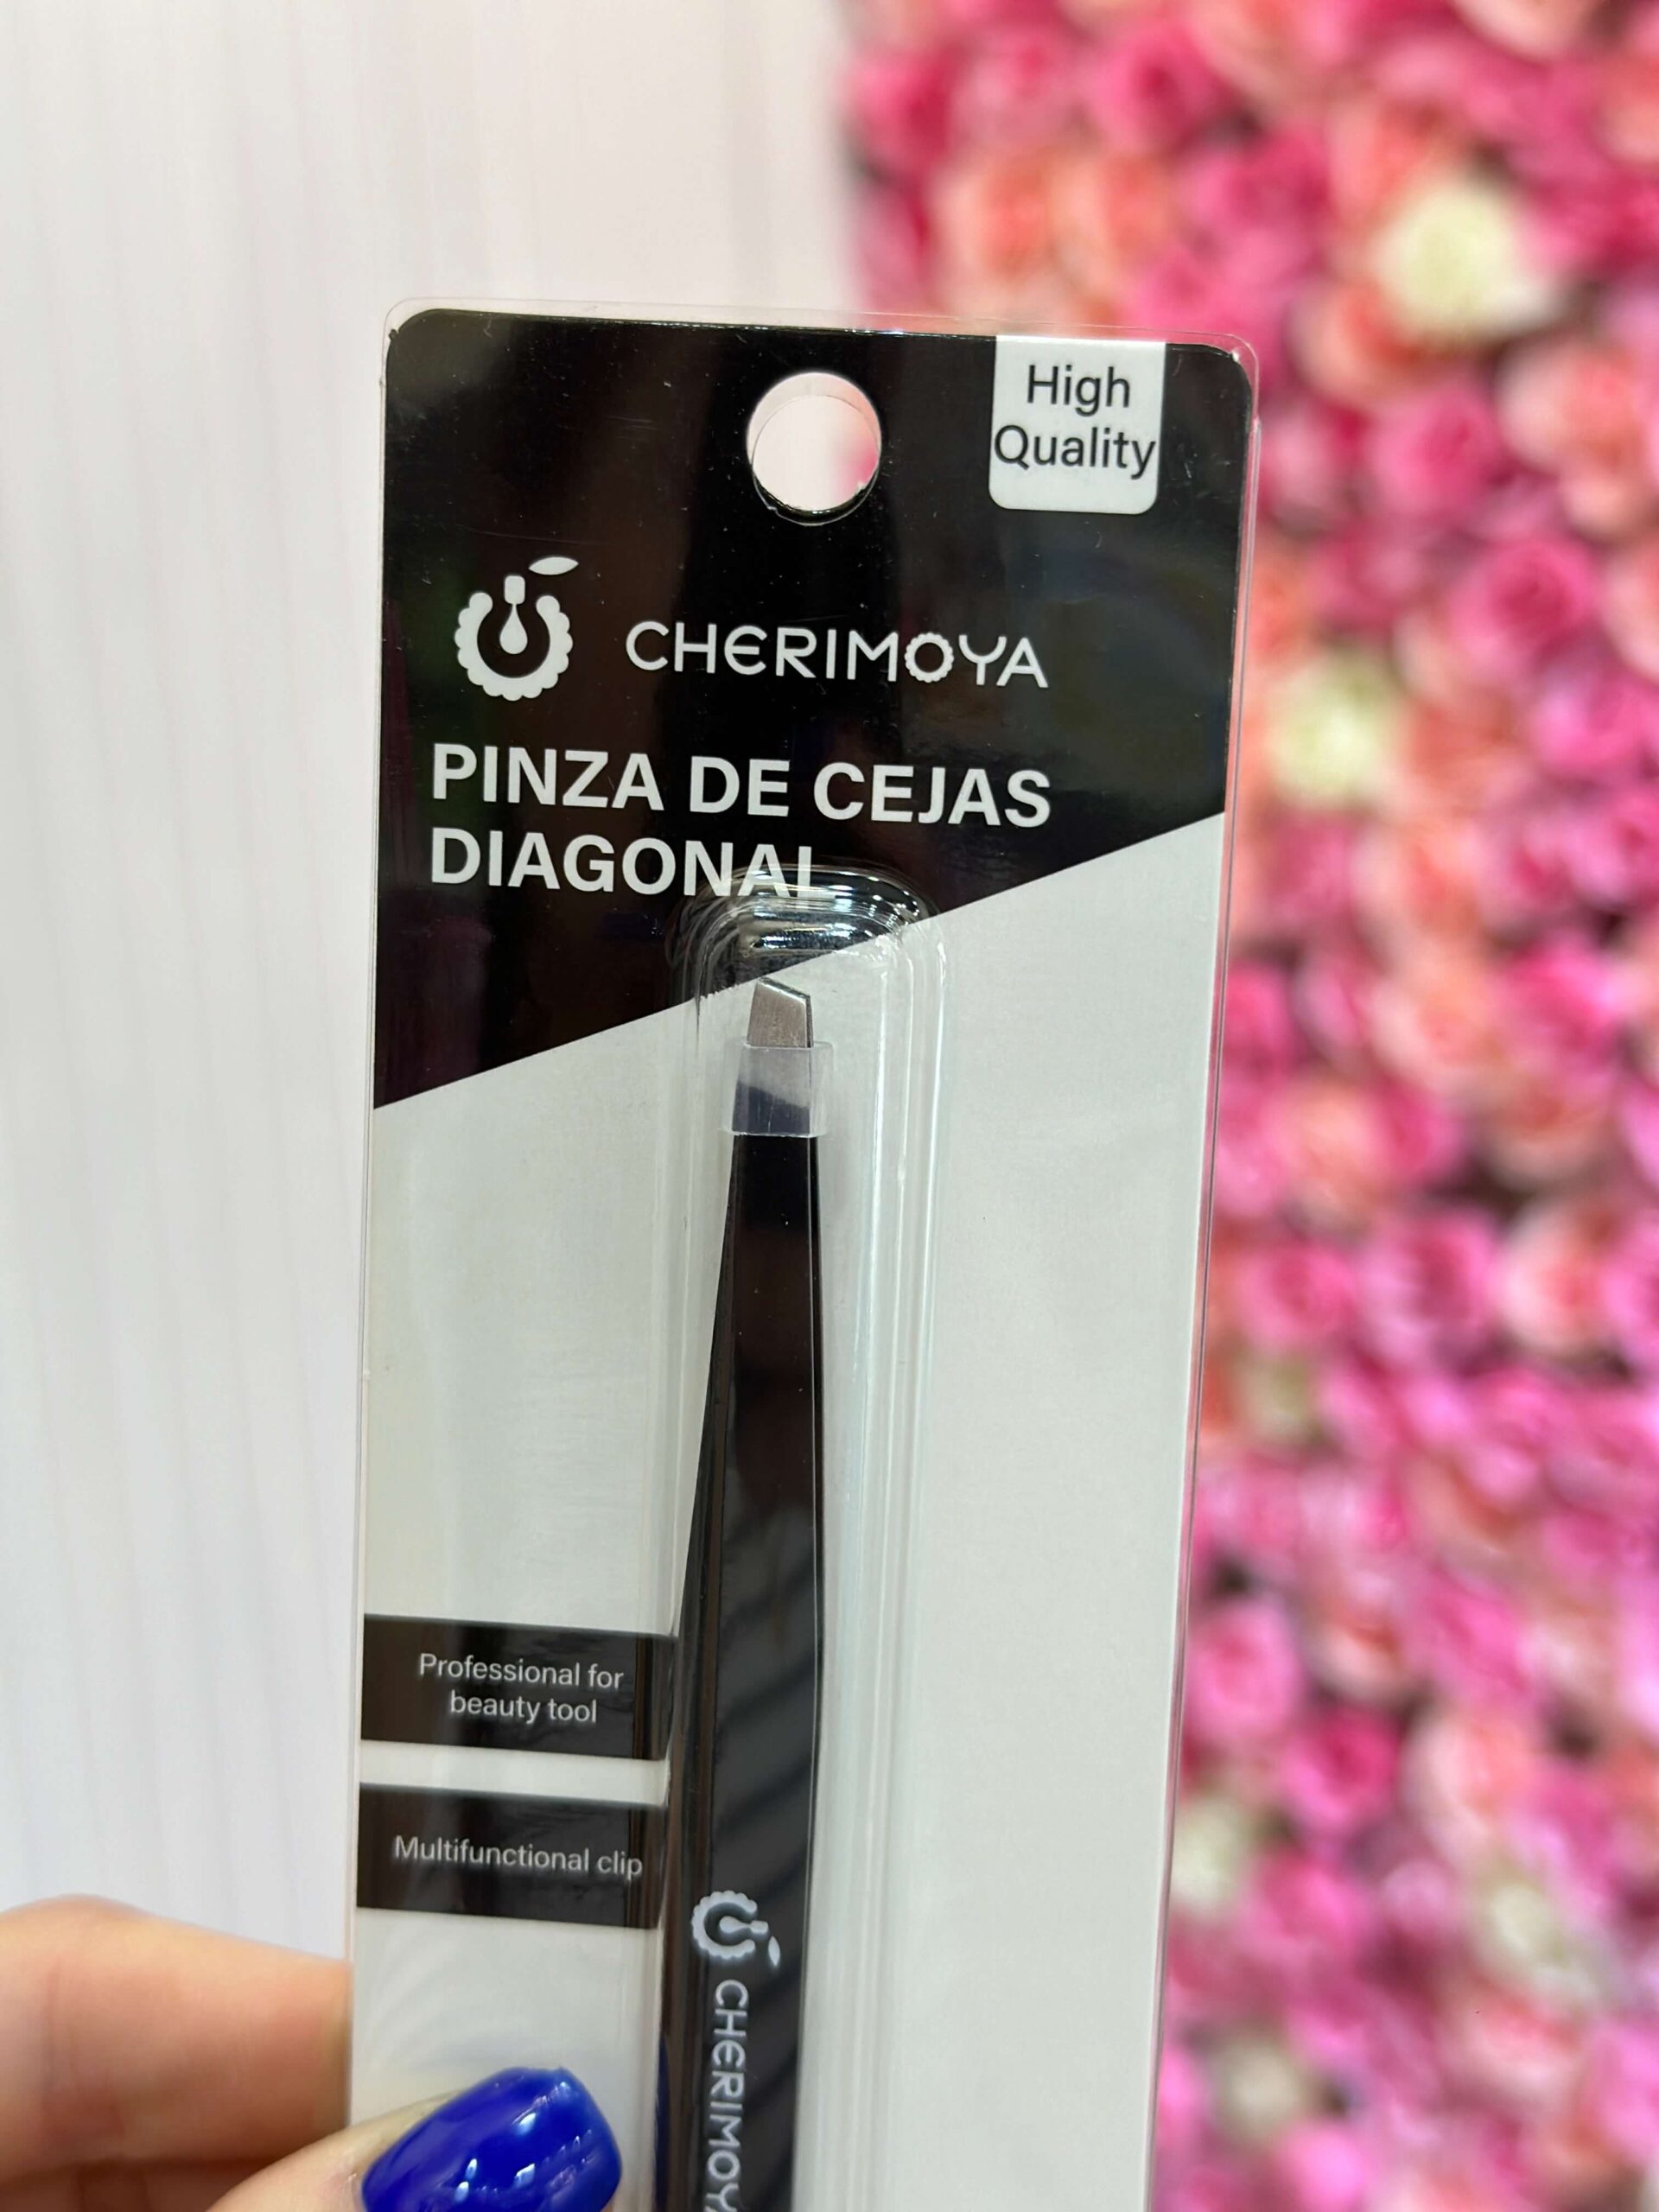 High
Quality
CHERIMOYA
PINZA DE CEJAS
DIAGONAL
Professional for
beauty tool
Multifunctional clip
CHERIMOYA